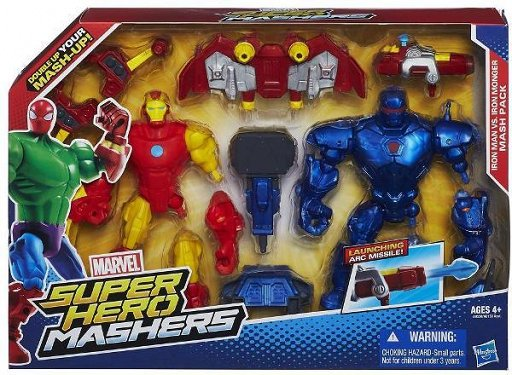 DOUBLE UP YOUR
MASH-UP!
IRON MAN VS. IRON MONGER
MASH PACK
LAUNCHING
ARC MISSILE!
MARVEL
SUPER
HERO
MASHERS
AGES 4+
WARNING:
CHOKING HAZARD-Small parts.
Not for children under 3 years.
Hasbro